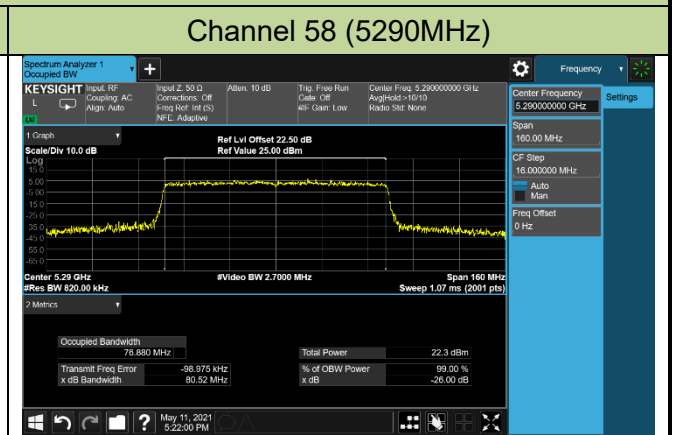 Channel 58 (5290MHz)
Spectrum Analyzer 1
Occupied BW
+
Frequency
KEYSIGHT
L
LXI
Input: RF
Coupling: AC
Align: Auto
Input Z: 50 Ω
Corrections: Off
Freq Ref: Int (S)
NFE: Adaptive
Atten: 10 dB
Trig: Free Run
Gate: Off
#IF Gain: Low
Center Freq: 5.290000000 GHz
Avg|Hold:>10/10
Radio Std: None
Center Frequency
5.290000000 GHz
Settings
Span
160.00 MHz
CF Step
16.000000 MHz
Auto
Man
Freq Offset
0 Hz
1 Graph
Scale/Div 10.0 dB
Ref Lvl Offset 22.50 dB
Ref Value 25.00 dBm
Log
15.0
5.00
-5.00
-15.0
-25.0
-35.0
-45.0
-55.0
-65.0
Center 5.29 GHz
#Video BW 2.7000 MHz
Span 160 MHz
#Res BW 820.00 kHz
Sweep 1.07 ms (2001 pts)
2 Metrics
Occupied Bandwidth
76.880 MHz
Total Power 22.3 dBm
Transmit Freq Error -98.975 kHz
% of OBW Power 99.00 %
x dB Bandwidth 80.52 MHz
x dB -26.00 dB
?
May 11, 2021
5:22:00 PM